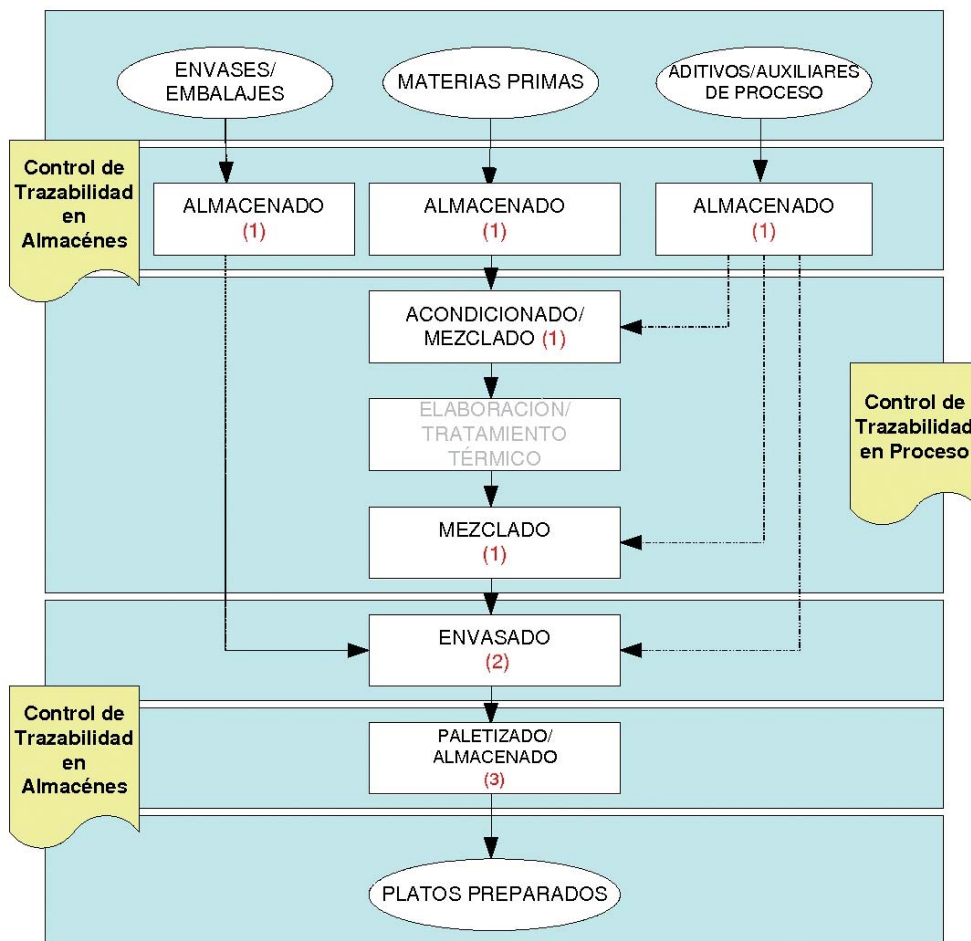 ENVASES/
EMBALAJES
MATERIAS PRIMAS
ADITIVOS/AUXILIARES
DE PROCESO
Control de
Trazabilidad
en
Almacénes
ALMACENADO
(1)
ALMACENADO
(1)
ALMACENADO
(1)
ACONDICIONADO/
MEZCLADO (1)
ELABORACION/
TRATAMIENTO
TÉRMICO
Control de
Trazabilidad
en Proceso
MEZCLADO
(1)
ENVASADO
(2)
Control de
Trazabilidad
en
Almacénes
PALETIZADO/
ALMACENADO
(3)
PLATOS PREPARADOS